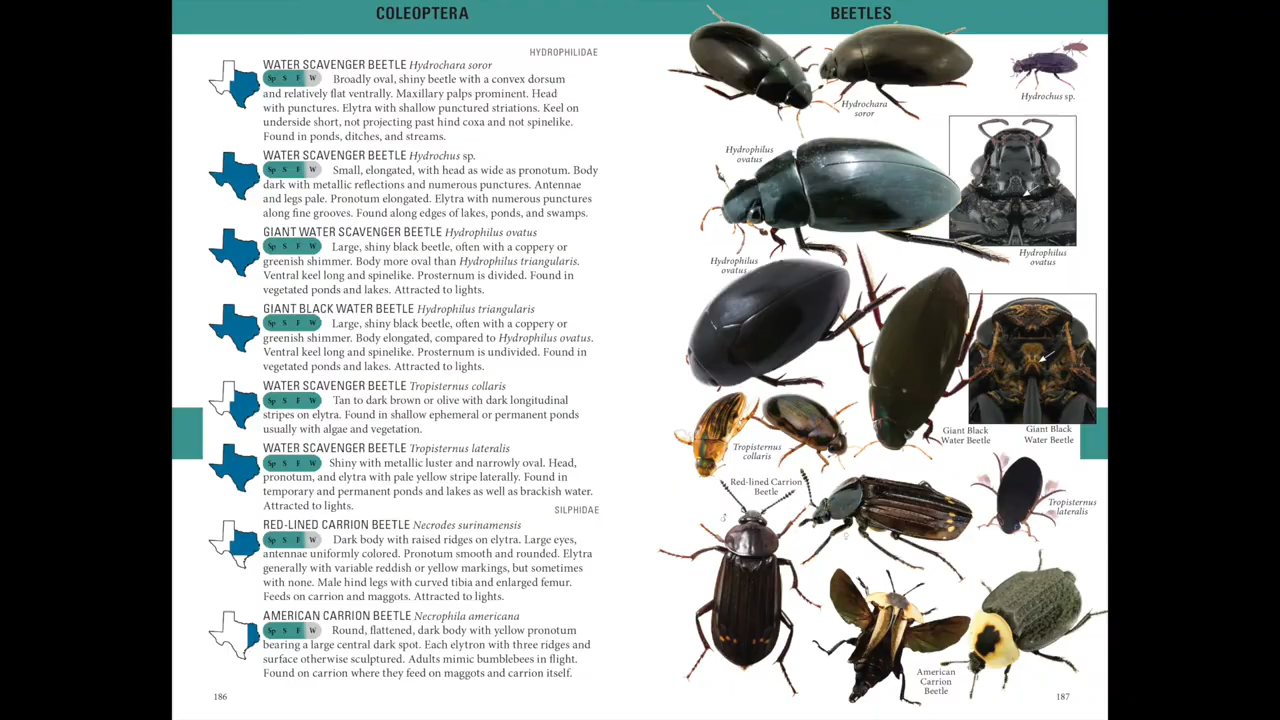 COLEOPTERA
HYDROPHILIDAE
WATER SCAVENGER BEETLE Hydrochara soror
Sp S F W Broadly oval, shiny beetle with a convex dorsum
and relatively flat ventrally. Maxillary palps prominent. Head
with punctures. Elytra with shallow punctured striations. Keel on
underside short, not projecting past hind coxa and not spinelike.
Found in ponds, ditches, and streams.
WATER SCAVENGER BEETLE Hydrochus sp.
Sp S F W Small, elongated, with head as wide as pronotum. Body
dark with metallic reflections and numerous punctures. Antennae
and legs pale. Pronotum elongated. Elytra with numerous punctures
along fine grooves. Found along edges of lakes, ponds, and swamps.
GIANT WATER SCAVENGER BEETLE Hydrophilus ovatus
Sp S F W Large, shiny black beetle, often with a coppery or
greenish shimmer. Body more oval than Hydrophilus triangularis.
Ventral keel long and spinelike. Prosternum is divided. Found in
vegetated ponds and lakes. Attracted to lights.
GIANT BLACK WATER BEETLE Hydrophilus triangularis
Sp S F W Large, shiny black beetle, often with a coppery or
greenish shimmer. Body elongated, compared to Hydrophilus ovatus.
Ventral keel long and spinelike. Prosternum is undivided. Found in
vegetated ponds and lakes. Attracted to lights.
WATER SCAVENGER BEETLE Tropisternus collaris
Sp S F W Tan to dark brown or olive with dark longitudinal
stripes on elytra. Found in shallow ephemeral or permanent ponds
usually with algae and vegetation.
WATER SCAVENGER BEETLE Tropisternus lateralis
Sp S F W Shiny with metallic luster and narrowly oval. Head,
pronotum, and elytra with pale yellow stripe laterally. Found in
temporary and permanent ponds and lakes as well as brackish water.
Attracted to lights.
SILPHIDAE
RED-LINED CARRION BEETLE Necrodes surinamensis
Sp S F W Dark body with raised ridges on elytra. Large eyes,
antennae uniformly colored. Pronotum smooth and rounded. Elytra
generally with variable reddish or yellow markings, but sometimes
with none. Male hind legs with curved tibia and enlarged femur.
Feeds on carrion and maggots. Attracted to lights.
AMERICAN CARRION BEETLE Necrophila americana
Sp S F W Round, flattened, dark body with yellow pronotum
bearing a large central dark spot. Each elytron with three ridges and
surface otherwise sculptured. Adults mimic bumblebees in flight.
Found on carrion where they feed on maggots and carrion itself.
186
BEETLES
Hydrochara
soror
Hydrochus sp.
Hydrophilus
ovatus
Hydrophilus
ovatus
Hydrophilus
ovatus
Giant Black
Water Beetle
Giant Black
Water Beetle
Tropisternus
collaris
Red-lined Carrion
Beetle
♂
♀
Tropisternus
lateralis
American
Carrion
Beetle
187